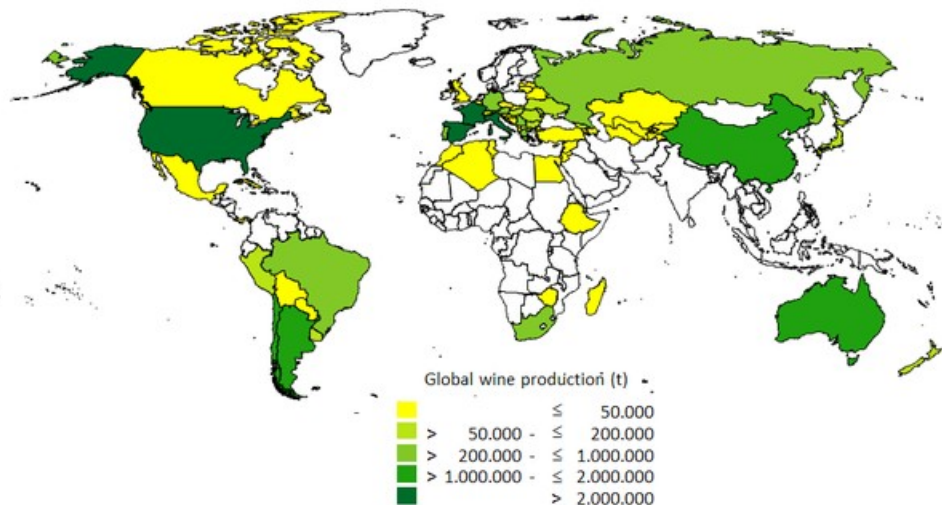 Global wine production (t)
≤ 50.000
> 50.000 - ≤ 200.000
> 200.000 - ≤ 1.000.000
> 1.000.000 - ≤ 2.000.000
> 2.000.000